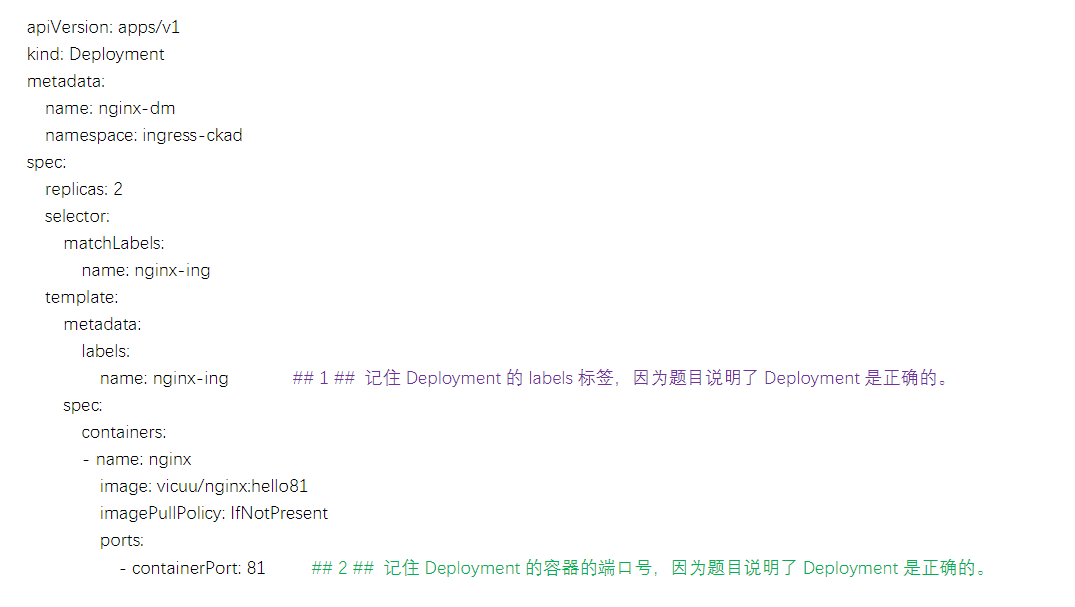 apiVersion: apps/v1
kind: Deployment
metadata:
  name: nginx-dm
  namespace: ingress-ckad
spec:
  replicas: 2
  selector:
    matchLabels:
      name: nginx-ing
  template:
    metadata:
      labels:
        name: nginx-ing ## 1 ## 记住 Deployment 的 labels 标签，因为题目说明了 Deployment 是正确的。
    spec:
      containers:
      - name: nginx
        image: vicuu/nginx:hello81
        imagePullPolicy: IfNotPresent
        ports:
          - containerPort: 81 ## 2 ## 记住 Deployment 的容器的端口号，因为题目说明了 Deployment 是正确的。